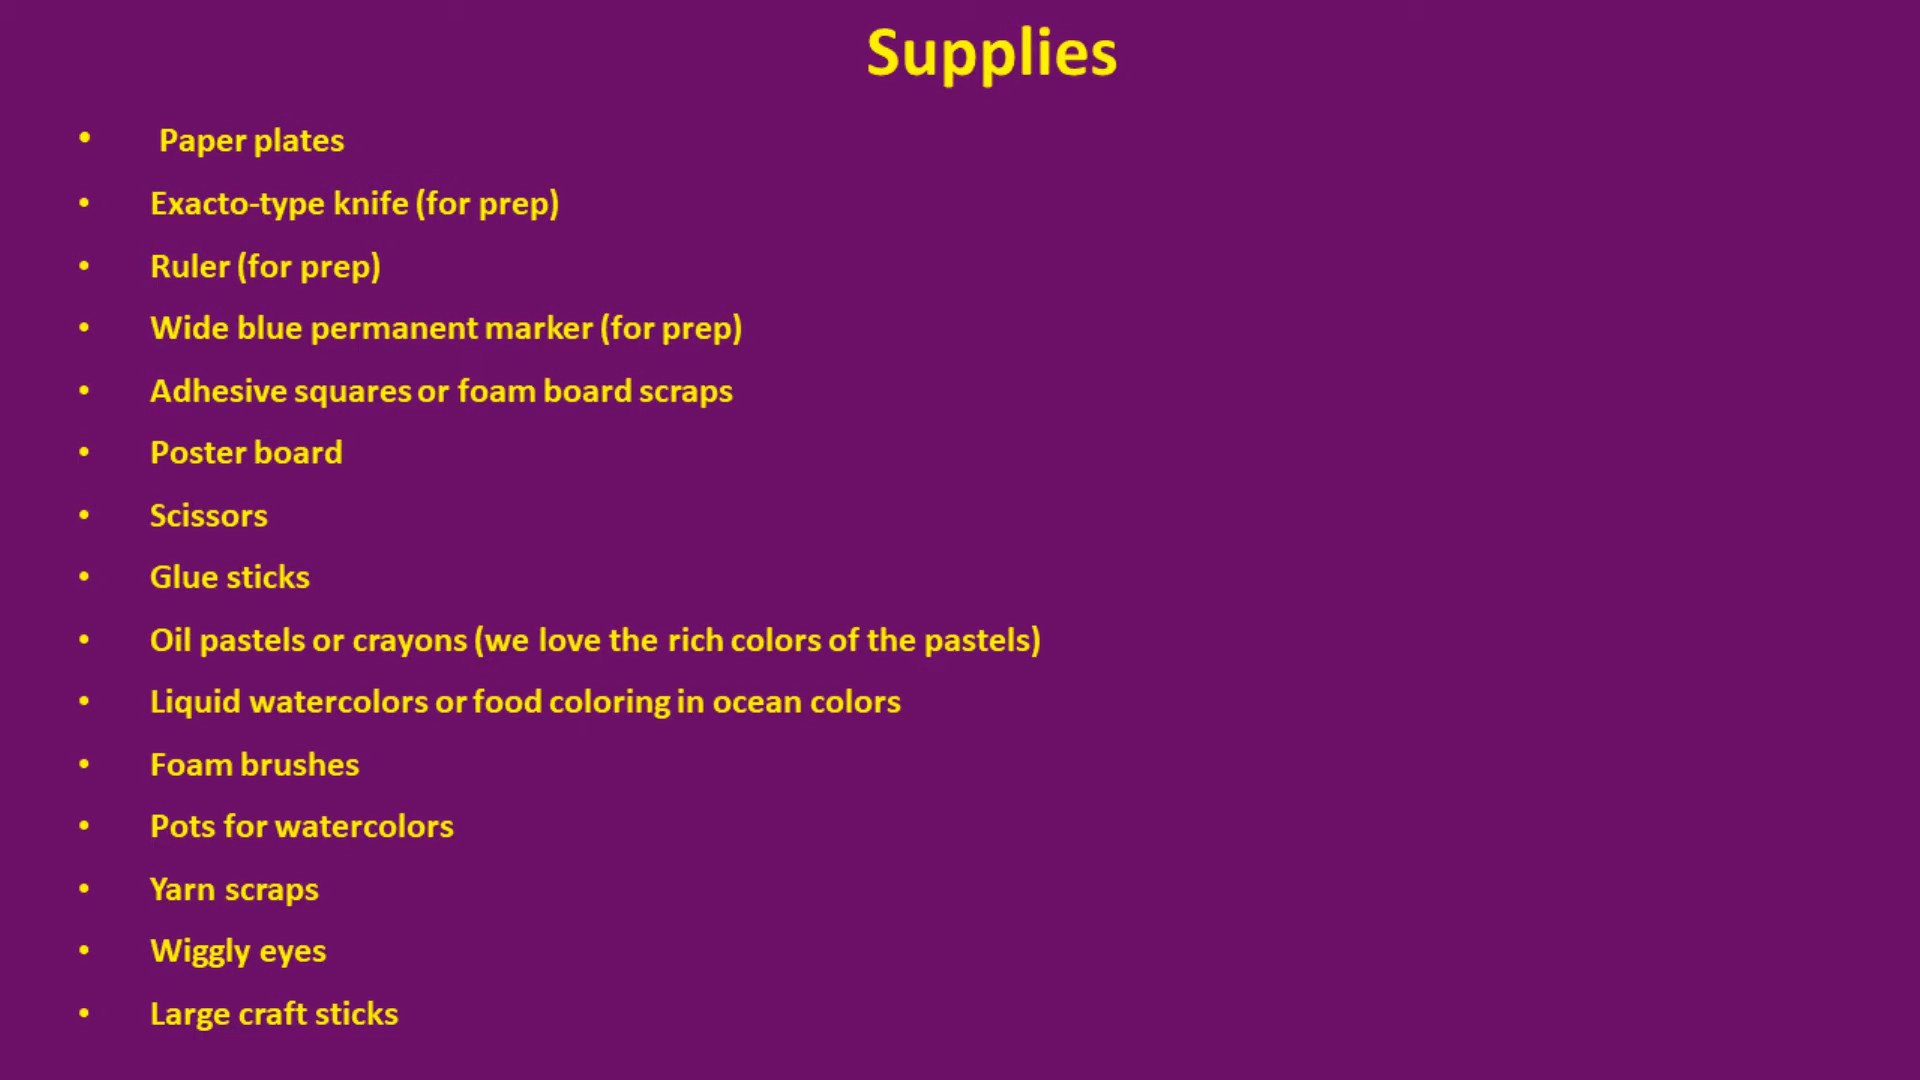 Supplies
• Paper plates
• Exacto-type knife (for prep)
• Ruler (for prep)
• Wide blue permanent marker (for prep)
• Adhesive squares or foam board scraps
• Poster board
• Scissors
• Glue sticks
• Oil pastels or crayons (we love the rich colors of the pastels)
• Liquid watercolors or food coloring in ocean colors
• Foam brushes
• Pots for watercolors
• Yarn scraps
• Wiggly eyes
• Large craft sticks